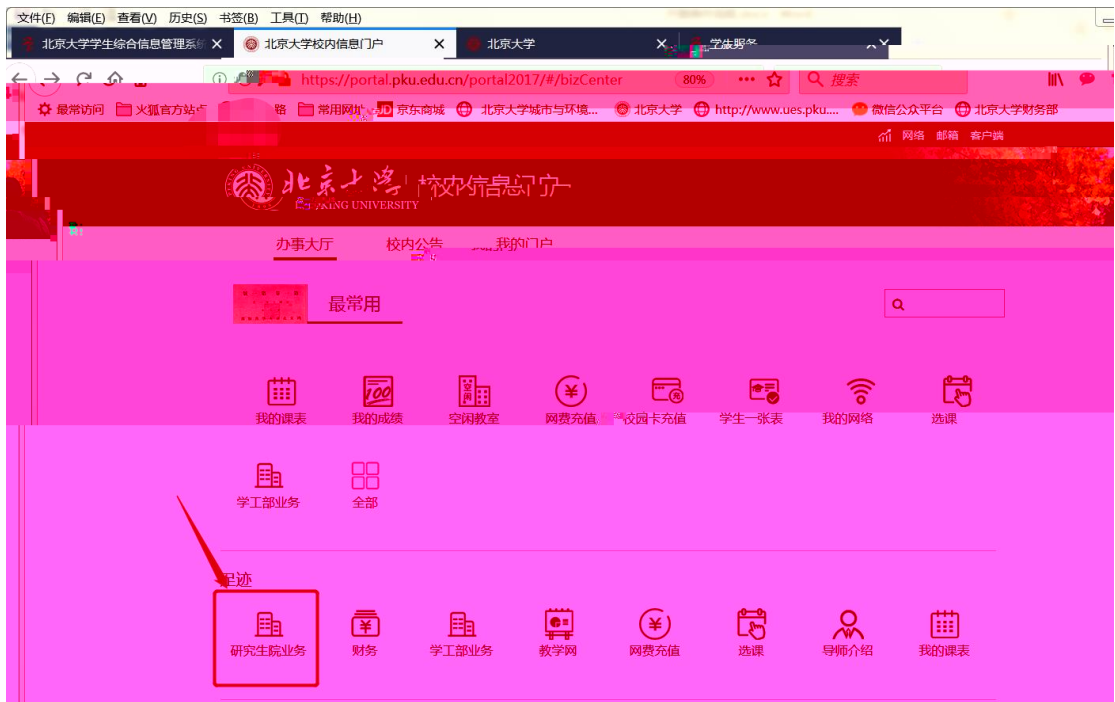 文件(F) 编辑(E) 查看(V) 历史(S) 书签(B) 工具(T) 帮助(H)
北京大学学生综合信息管理系统 × 北京大学校内信息门户 × 北京大学 ×
https://portal.pku.edu.cn/portal2017/#/bizCenter 80% 搜索
最常访问 火狐官方站点 常用网址 京东商城 北京大学城市与环境... 北京大学 http://www.ues.pku.... 微信公众平台 北京大学财务部
网络 邮箱 客户端
北京大学 校内信息门户
PEKING UNIVERSITY
办事大厅 校内公告 我的门户
最常用
我的课表 我的成绩 空闲教室 网费充值 校园卡充值 学生一张表 我的网络 选课
学工部业务 全部
足迹
研究生院业务 财务 学工部业务 教学网 网费充值 选课 导师介绍 我的课表